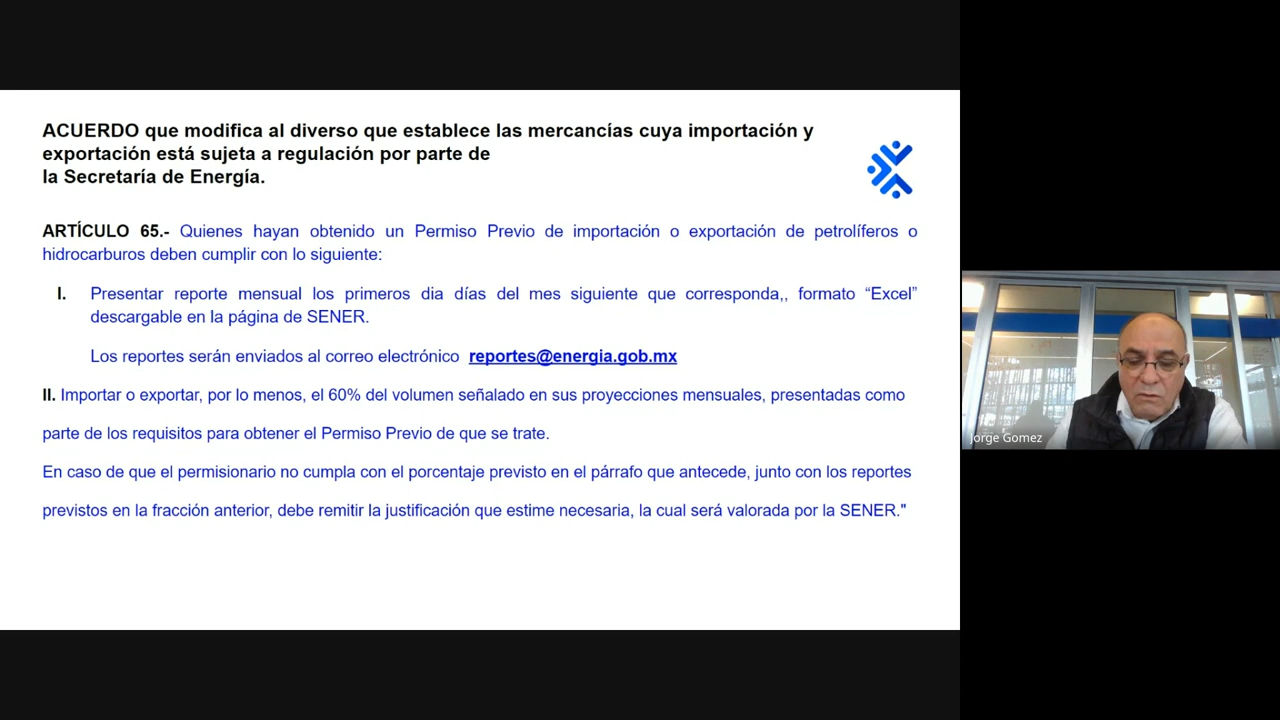 ACUERDO que modifica al diverso que establece las mercancías cuya importación y
exportación está sujeta a regulación por parte de
la Secretaría de Energía.
ARTÍCULO 65.- Quienes hayan obtenido un Permiso Previo de importación o exportación de petrolíferos o
hidrocarburos deben cumplir con lo siguiente:
I. Presentar reporte mensual los primeros dia días del mes siguiente que corresponda,, formato “Excel”
descargable en la página de SENER.
Los reportes serán enviados al correo electrónico reportes@energia.gob.mx
II. Importar o exportar, por lo menos, el 60% del volumen señalado en sus proyecciones mensuales, presentadas como
parte de los requisitos para obtener el Permiso Previo de que se trate.
En caso de que el permisionario no cumpla con el porcentaje previsto en el párrafo que antecede, junto con los reportes
previstos en la fracción anterior, debe remitir la justificación que estime necesaria, la cual será valorada por la SENER."
Jorge Gomez